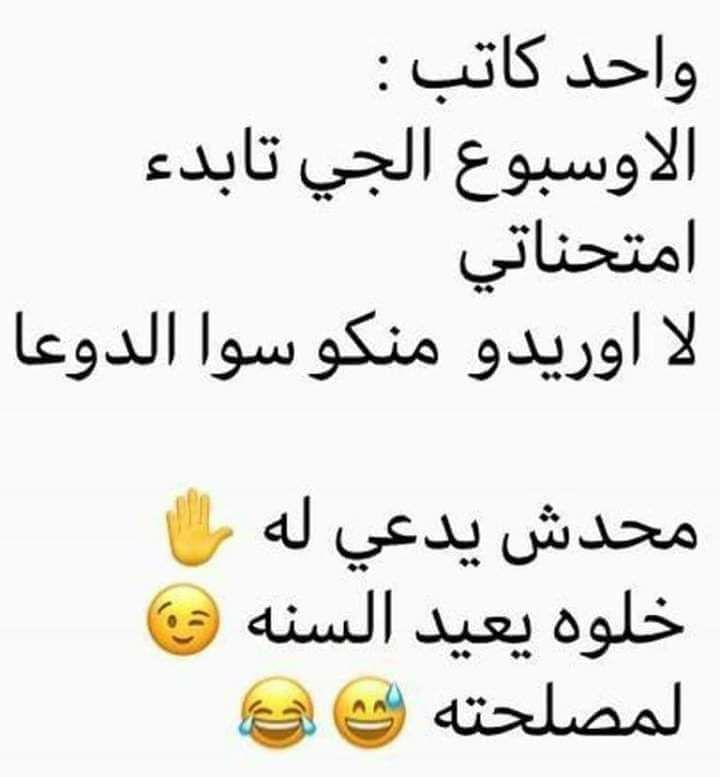 واحد كاتب :
الاوسبوع الجي تابدء
امتحناتي
لا اوريدو منكو سوا الدوعا
محدش يدعي له ✋
خلوه يعيد السنه 😉
لمصلحته 😅😂